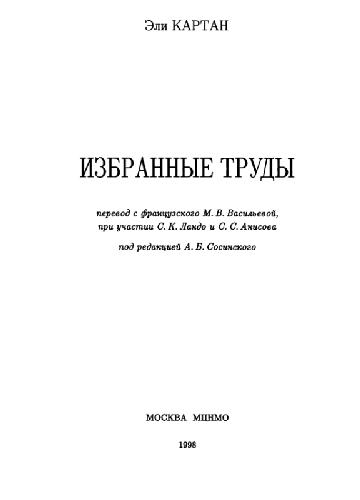 Эли КАРТАН
ИЗБРАННЫЕ ТРУДЫ
перевод с французского М. В. Васильевой,
при участии С. К. Ландо и С. С. Анисова
под редакцией А. Б. Сосинского
МОСКВА МЦНМО
1998